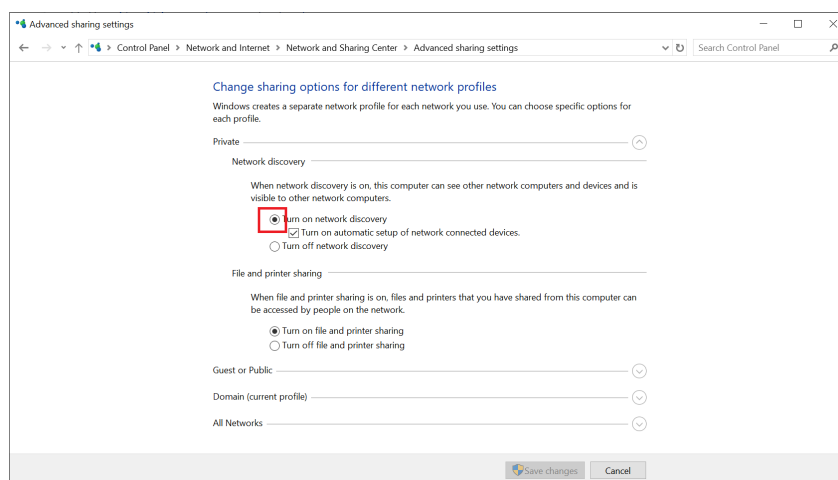 Advanced sharing settings
Control Panel > Network and Internet > Network and Sharing Center > Advanced sharing settings
Search Control Panel
Change sharing options for different network profiles
Windows creates a separate network profile for each network you use. You can choose specific options for
each profile.
Private
Network discovery
When network discovery is on, this computer can see other network computers and devices and is
visible to other network computers.
Turn on network discovery
Turn on automatic setup of network connected devices.
Turn off network discovery
File and printer sharing
When file and printer sharing is on, files and printers that you have shared from this computer can
be accessed by people on the network.
Turn on file and printer sharing
Turn off file and printer sharing
Guest or Public
Domain (current profile)
All Networks
Save changes
Cancel